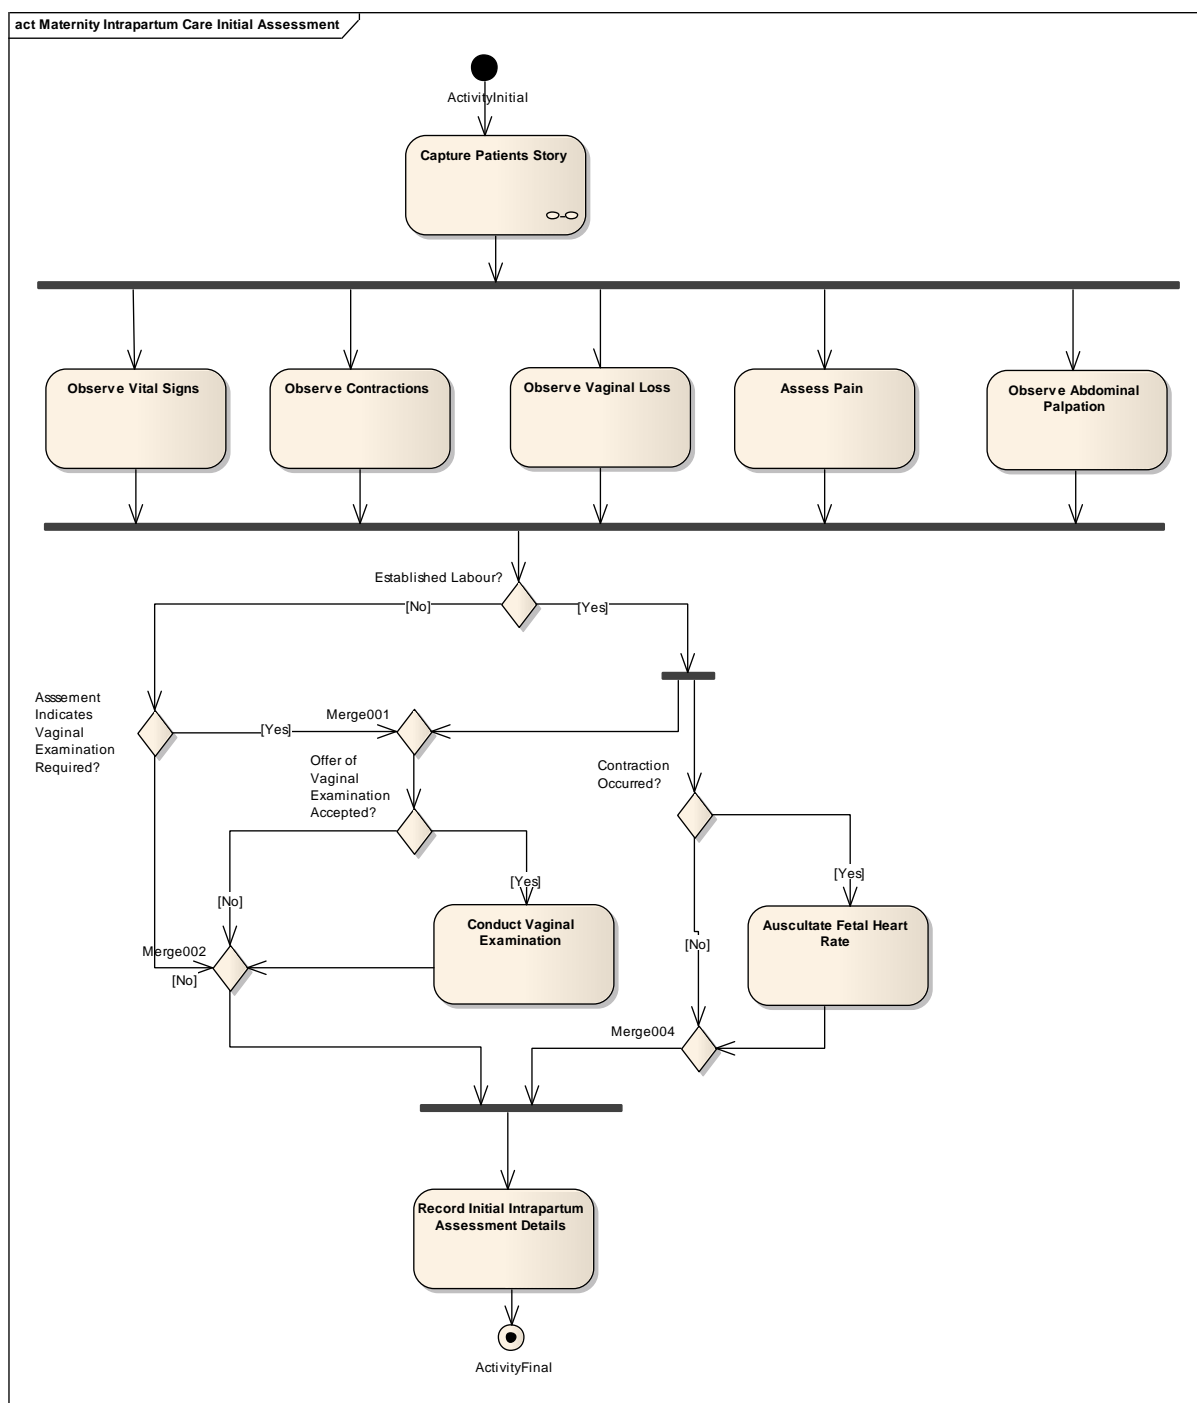 act Maternity Intrapartum Care Initial Assessment
ActivityInitial
Capture Patients Story
Observe Vital Signs
Observe Contractions
Observe Vaginal Loss
Assess Pain
Observe Abdominal
Palpation
Established Labour?
[No]
[Yes]
Asssement
Indicates
Vaginal
Examination
Required?
[Yes]
Merge001
Offer of
Vaginal
Examination
Accepted?
Contraction
Occurred?
[No]
[Yes]
[Yes]
Conduct Vaginal
Examination
Auscultate Fetal Heart
Rate
Merge002
[No]
[No]
Merge004
Record Initial Intrapartum
Assessment Details
ActivityFinal